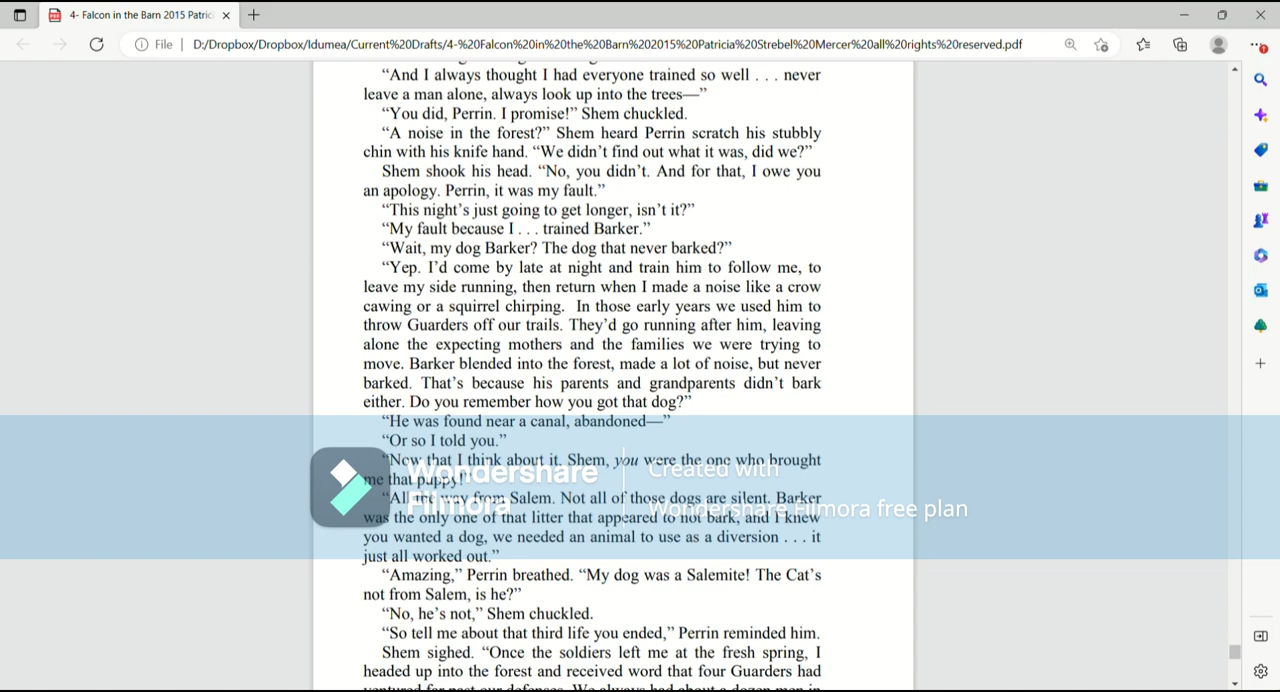 4- Falcon in the Barn 2015 Patric
File
D:/Dropbox/Dropbox/Idumea/Current%20Drafts/4-%20Falcon%20in%20the%20Barn%202015%20Patricia%20Strebel%20Mercer%20all%20rights%20reserved.pdf
“And I always thought I had everyone trained so well . . . never
leave a man alone, always look up into the trees—”
“You did, Perrin. I promise!” Shem chuckled.
“A noise in the forest?” Shem heard Perrin scratch his stubbly
chin with his knife hand. “We didn’t find out what it was, did we?”
Shem shook his head. “No, you didn’t. And for that, I owe you
an apology. Perrin, it was my fault.”
“This night’s just going to get longer, isn’t it?”
“My fault because I . . . trained Barker.”
“Wait, my dog Barker? The dog that never barked?”
“Yep. I’d come by late at night and train him to follow me, to
leave my side running, then return when I made a noise like a crow
cawing or a squirrel chirping.  In those early years we used him to
throw Guarders off our trails. They’d go running after him, leaving
alone the expecting mothers and the families we were trying to
move. Barker blended into the forest, made a lot of noise, but never
barked. That’s because his parents and grandparents didn’t bark
either. Do you remember how you got that dog?”
“He was found near a canal, abandoned—”
“Or so I told you.”
“Now that I think about it, Shem, you were the one who brought
me that puppy!”
“All the way from Salem. Not all of those dogs are silent. Barker
was the only one of that litter that appeared to not bark, and I knew
you wanted a dog, we needed an animal to use as a diversion . . . it
just all worked out.”
Wondershare
Filmora
Created with
Wondershare Filmora free plan
“Amazing,” Perrin breathed. “My dog was a Salemite! The Cat’s
not from Salem, is he?”
“No, he’s not,” Shem chuckled.
“So tell me about that third life you ended,” Perrin reminded him.
Shem sighed. “Once the soldiers left me at the fresh spring, I
headed up into the forest and received word that four Guarders had